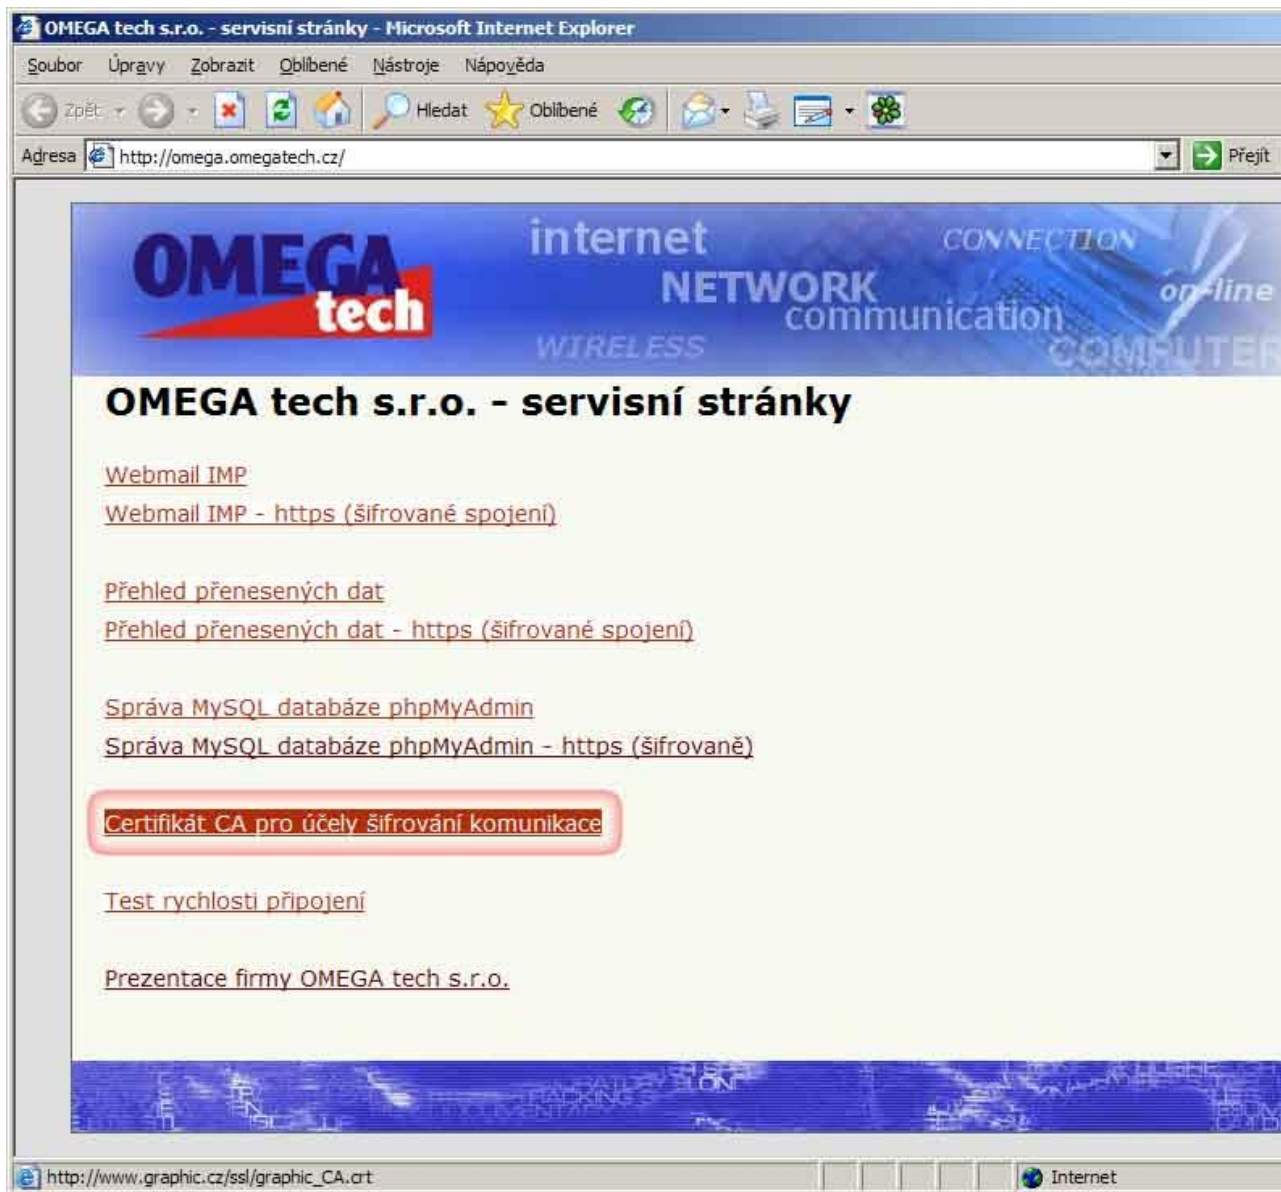 OMEGA tech s.r.o. - servisní stránky - Microsoft Internet Explorer
Soubor Úpravy Zobrazit Oblíbené Nástroje Nápověda
Zpět Hledat Oblíbené
Adresa http://omega.omegatech.cz/ Přejít
OMEGA
tech
internet
CONNECTION
NETWORK
on-line
communication
WIRELESS
COMPUTER
OMEGA tech s.r.o. - servisní stránky
Webmail IMP
Webmail IMP - https (šifrované spojení)
Přehled přenesených dat
Přehled přenesených dat - https (šifrované spojení)
Správa MySQL databáze phpMyAdmin
Správa MySQL databáze phpMyAdmin - https (šifrovaně)
Certifikát CA pro účely šifrování komunikace
Test rychlosti připojení
Prezentace firmy OMEGA tech s.r.o.
http://www.graphic.cz/ssl/graphic_CA.crt Internet